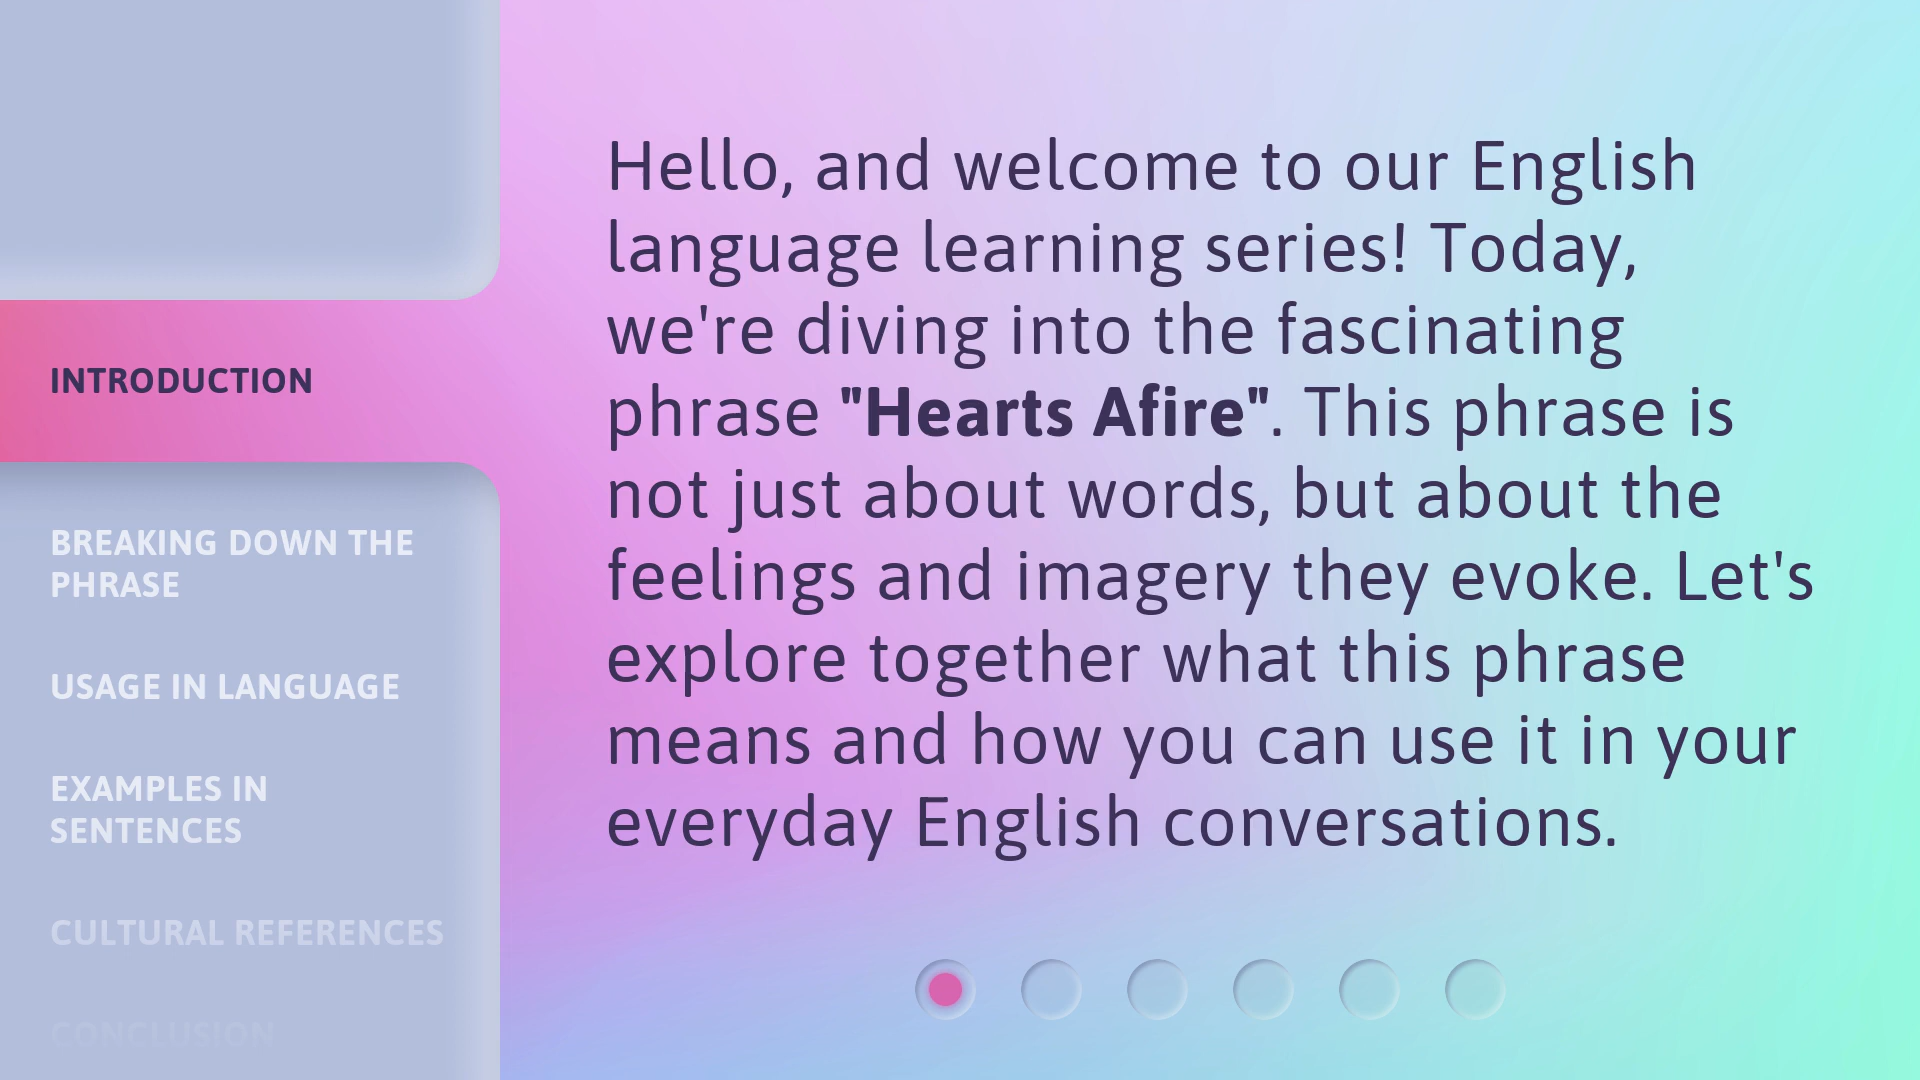 INTRODUCTION
BREAKING DOWN THE
PHRASE
USAGE IN LANGUAGE
EXAMPLES IN
SENTENCES
CULTURAL REFERENCES
CONCLUSION
Hello, and welcome to our English
language learning series! Today,
we're diving into the fascinating
phrase "Hearts Afire". This phrase is
not just about words, but about the
feelings and imagery they evoke. Let's
explore together what this phrase
means and how you can use it in your
everyday English conversations.